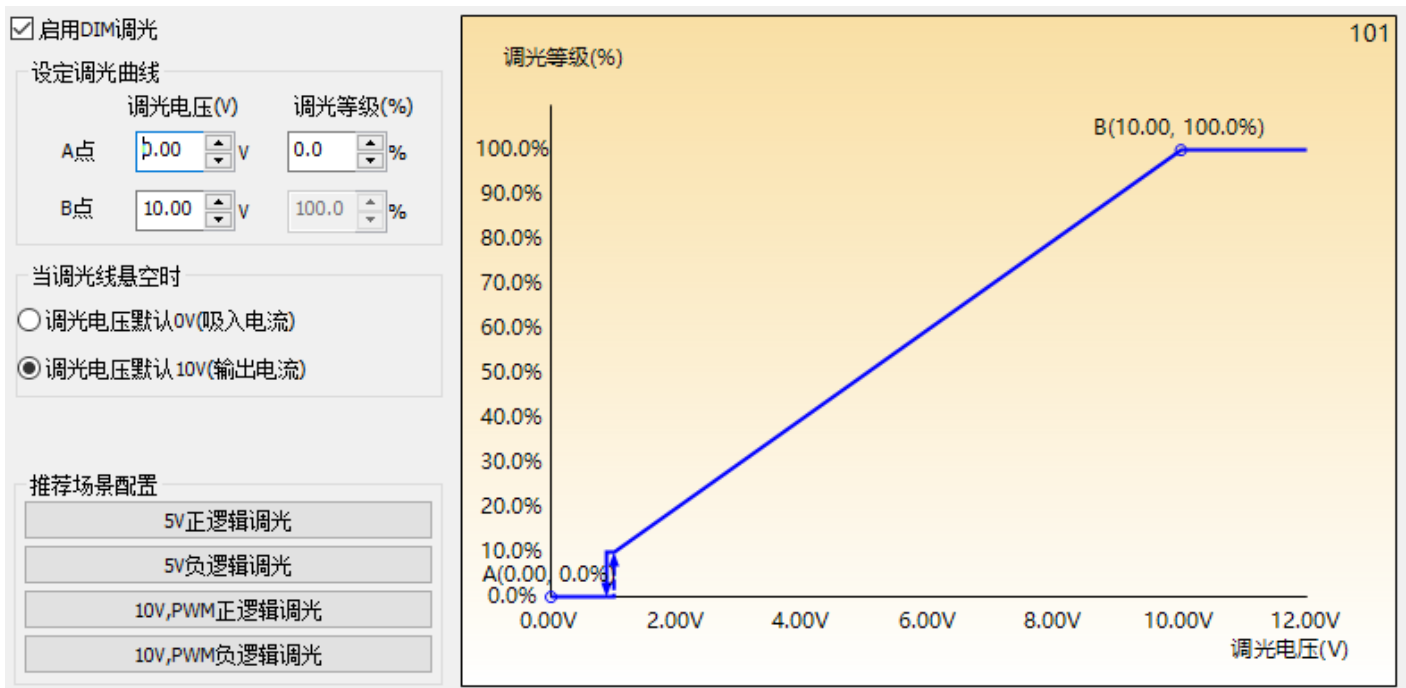 启用DIM调光
设定调光曲线
调光电压(V) 调光等级(%)
A点 0.00 V 0.0 %
B点 10.00 V 100.0 %
当调光线悬空时
调光电压默认0V(吸入电流)
调光电压默认10V(输出电流)
推荐场景配置
5V正逻辑调光
5V负逻辑调光
10V,PWM正逻辑调光
10V,PWM负逻辑调光
101
调光等级(%)
B(10.00, 100.0%)
100.0%
90.0%
80.0%
70.0%
60.0%
50.0%
40.0%
30.0%
20.0%
10.0%
A(0.00, 0.0%)
0.0%
0.00V 2.00V 4.00V 6.00V 8.00V 10.00V 12.00V
调光电压(V)